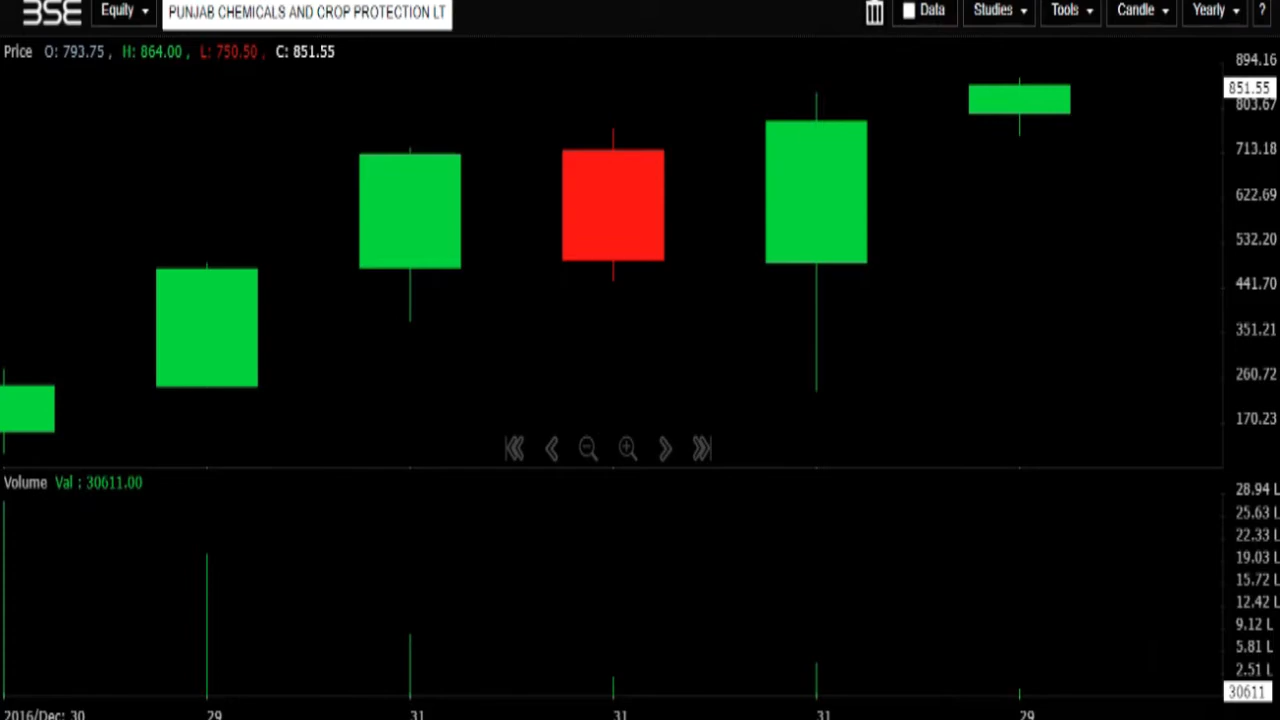 BSE Equity PUNJAB CHEMICALS AND CROP PROTECTION LT Data Studies Tools Candle Yearly ?
Price O: 793.75 , H: 864.00 , L: 750.50 , C: 851.55
894.16
851.55
803.67
713.18
622.69
532.20
441.70
351.21
260.72
170.23
Volume Val : 30611.00
28.94 L
25.63 L
22.33 L
19.03 L
15.72 L
12.42 L
9.12 L
5.81 L
2.51 L
30611
2016/Dec: 30 29 31 31 31 29